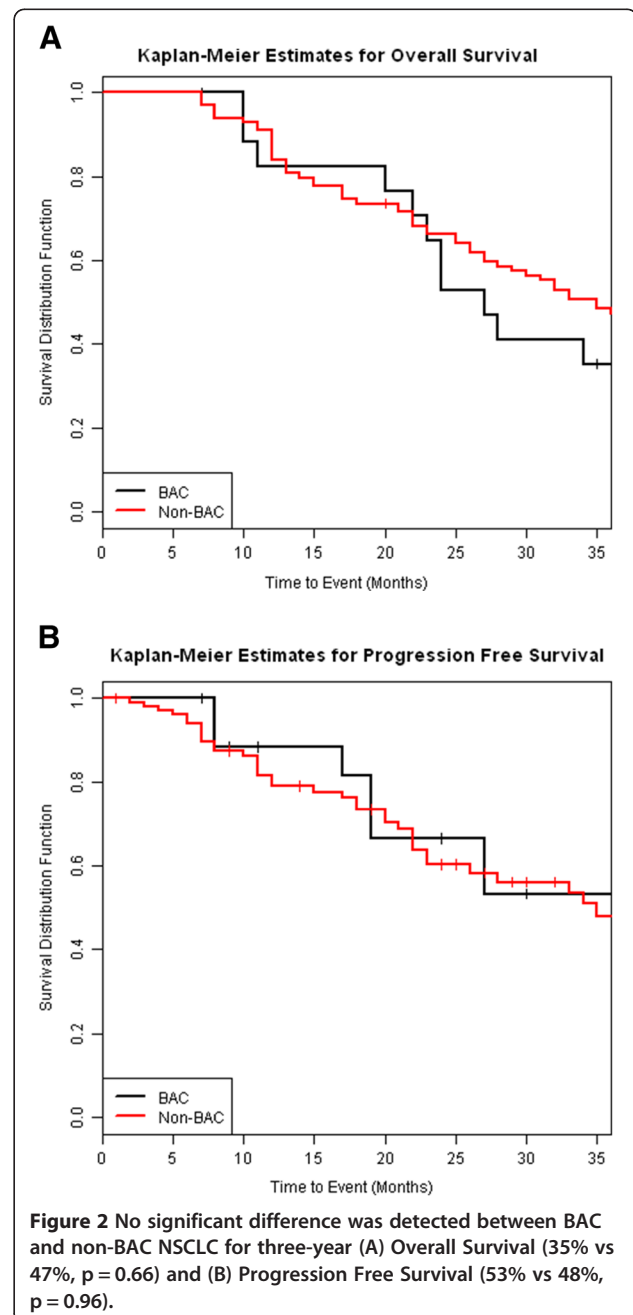 A
Kaplan-Meier Estimates for Overall Survival
Survival Distribution Function
1.0
0.8
0.6
0.4
0.2
0.0
BAC
Non-BAC
0 5 10 15 20 25 30 35
Time to Event (Months)
B
Kaplan-Meier Estimates for Progression Free Survival
Survival Distribution Function
1.0
0.8
0.6
0.4
0.2
0.0
BAC
Non-BAC
0 5 10 15 20 25 30 35
Time to Event (Months)
Figure 2 No significant difference was detected between BAC
and non-BAC NSCLC for three-year (A) Overall Survival (35% vs
47%, p = 0.66) and (B) Progression Free Survival (53% vs 48%,
p = 0.96).